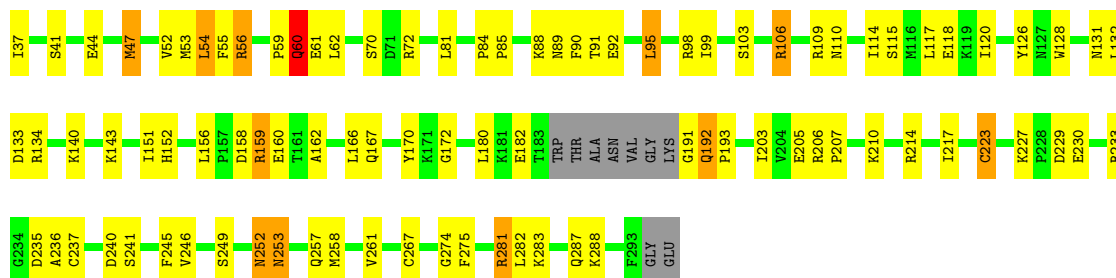 I37 S41 E44 M47 V52 M53 L54 F55 R56 P59 Q60 E61 L62 S70 D71 R72 L81 P84 P85 K88 N89 F90 T91 E92 L95 R98 I99 S103 R106 R109 N110 I114 S115 M116 L117 E118 K119 I120 Y126 N127 W128 N131 L132
D133 R134 K140 K143 I151 H152 L156 P157 D158 R159 E160 T161 A162 L166 Q167 Y170 K171 G172 L180 K181 E182 T183 TRP THR ALA ASN VAL GLY LYS G191 Q192 P193 I203 V204 E205 R206 P207 K210 R214 I217 C223 K227 P228 D229 E230
G234 D235 A236 C237 D240 S241 F245 V246 S249 N252 N253 Q257 M258 V261 C267 G274 F275 R281 L282 K283 Q287 K288 F293 GLY GLU